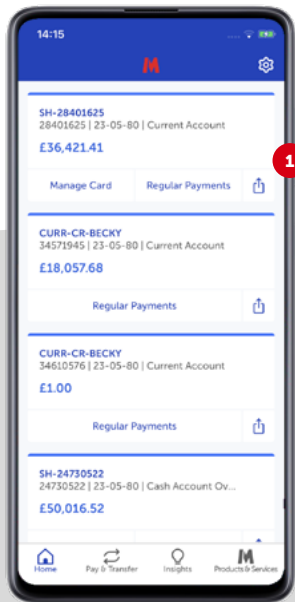 14:15
M
SH-28401625
28401625 | 23-05-80 | Current Account
£36,421.41
1
Manage Card Regular Payments
CURR-CR-BECKY
34571945 | 23-05-80 | Current Account
£18,057.68
Regular Payments
CURR-CR-BECKY
34610576 | 23-05-80 | Current Account
£1.00
Regular Payments
SH-24730522
24730522 | 23-05-80 | Cash Account Ov...
£50,016.52
M
Home Pay & Transfer Insights Products & Services